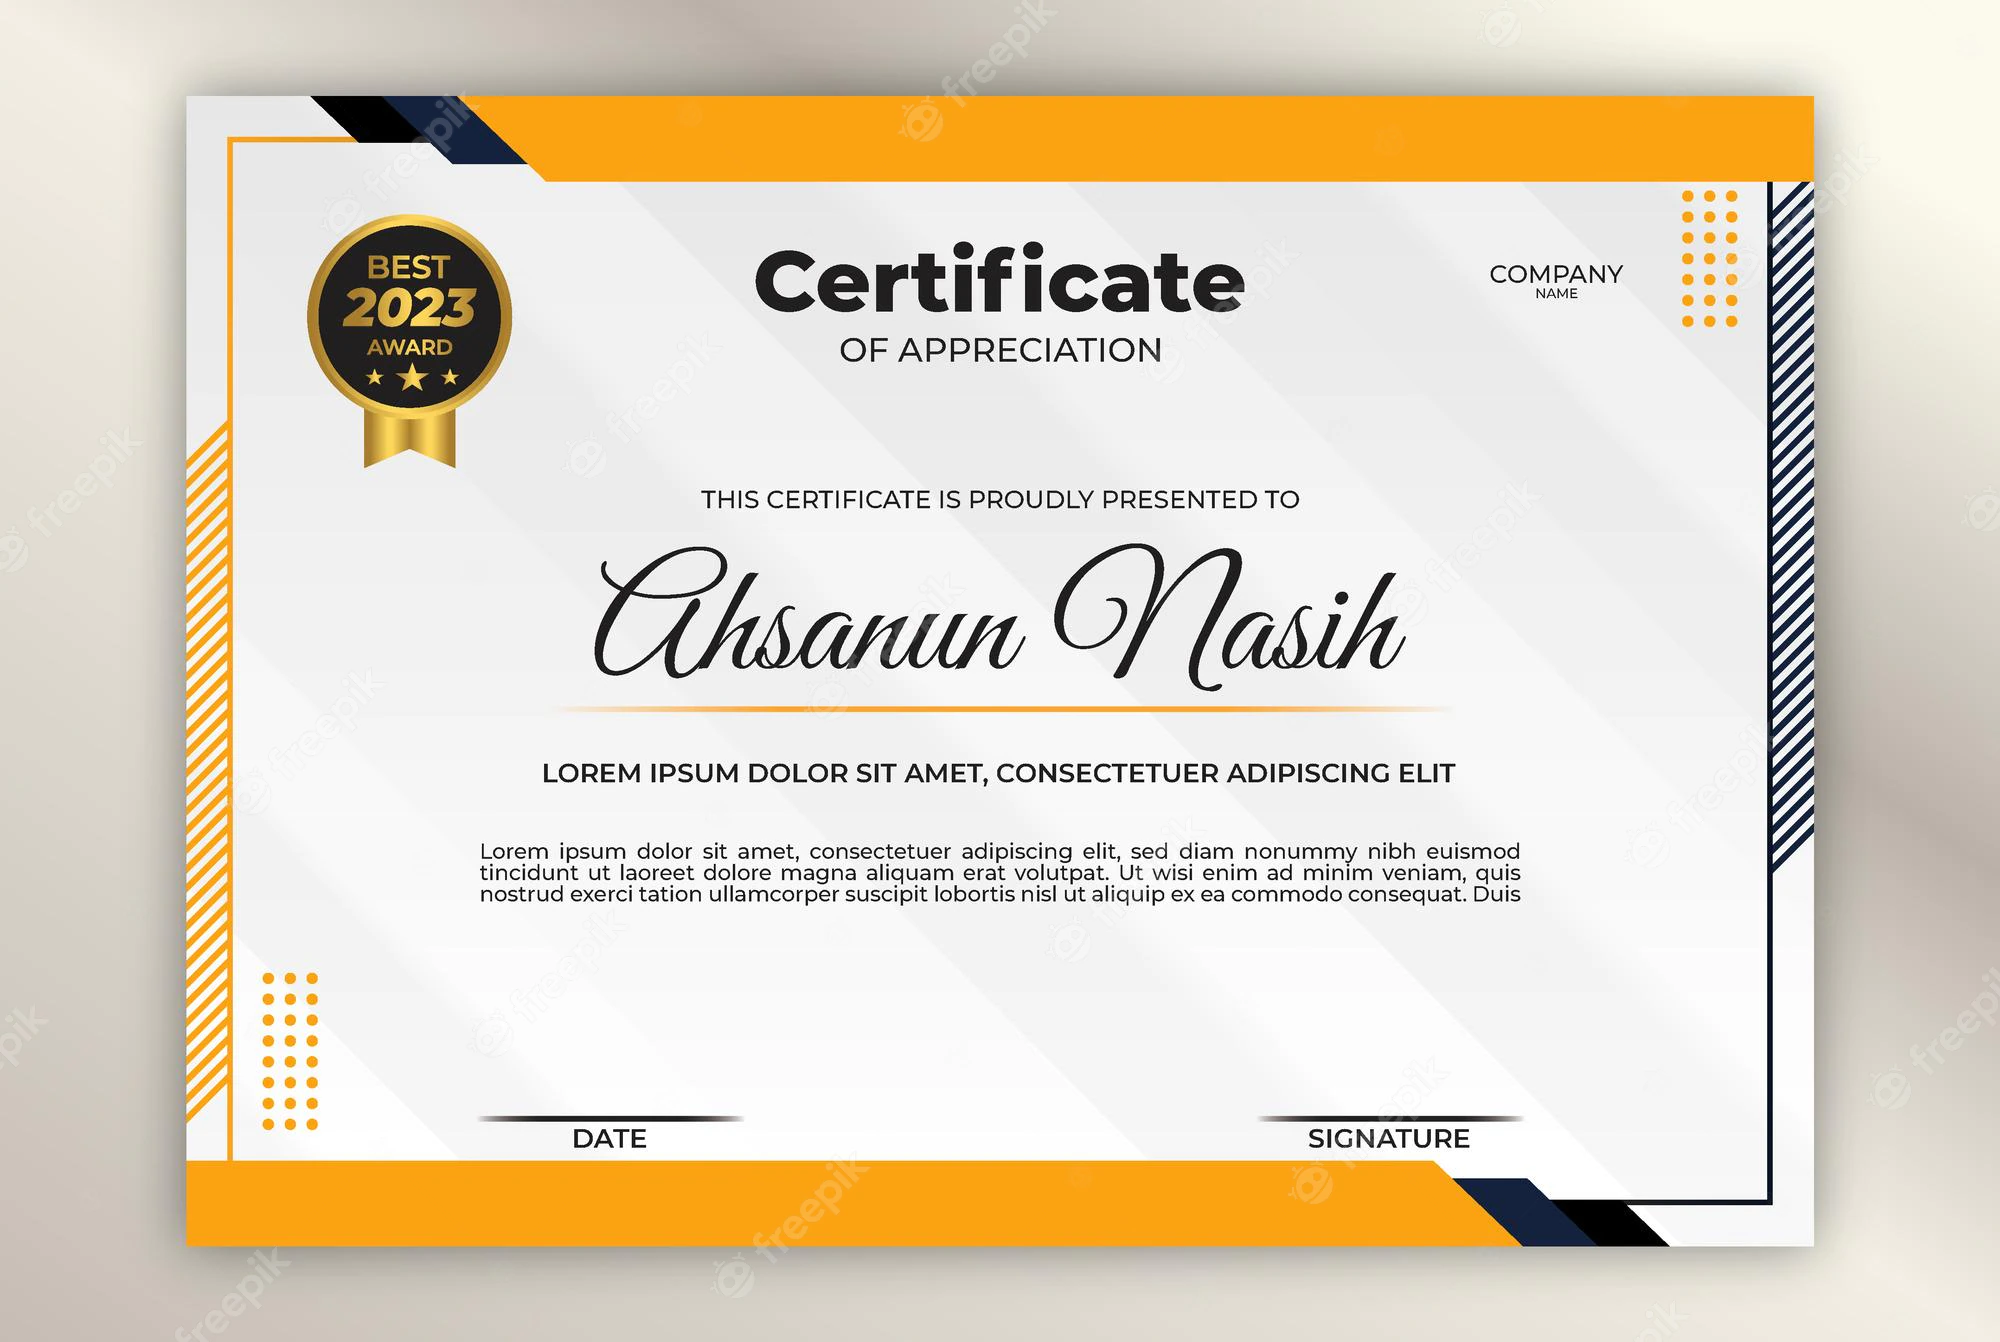 BEST
2023
AWARD
Certificate
OF APPRECIATION
COMPANY
NAME
THIS CERTIFICATE IS PROUDLY PRESENTED TO
Ahsanun Nasih
LOREM IPSUM DOLOR SIT AMET, CONSECTETUER ADIPISCING ELIT
Lorem ipsum dolor sit amet, consectetuer adipiscing elit, sed diam nonummy nibh euismod
tincidunt ut laoreet dolore magna aliquam erat volutpat. Ut wisi enim ad minim veniam, quis
nostrud exerci tation ullamcorper suscipit lobortis nisl ut aliquip ex ea commodo consequat. Duis
DATE
SIGNATURE
freepik